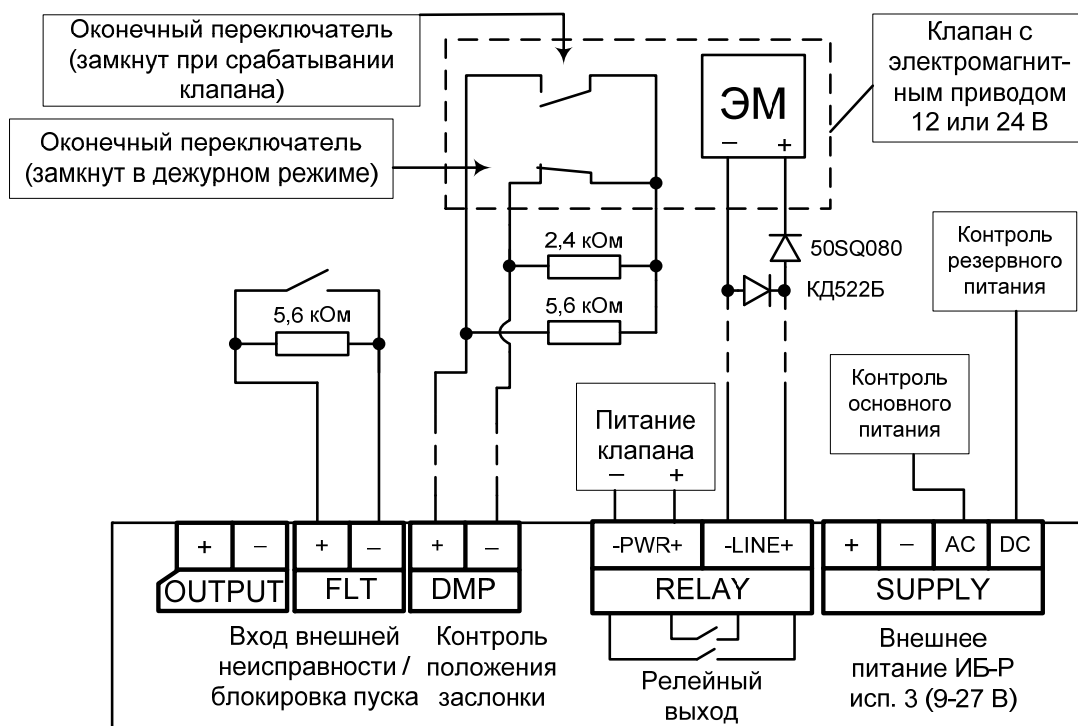 Оконечный переключатель
(замкнут при срабатывании
клапана)
Оконечный переключатель
(замкнут в дежурном режиме)
ЭМ
– +
Клапан с
электромагнит-
ным приводом
12 или 24 В
2,4 кОм
5,6 кОм
5,6 кОм
50SQ080
КД522Б
Контроль
резервного
питания
Контроль
основного
питания
Питание
клапана
– +
+ – + – + – -PWR+ -LINE+ + – AC DC
OUTPUT FLT DMP RELAY SUPPLY
Вход внешней
неисправности /
блокировка пуска
Контроль
положения
заслонки
Релейный
выход
Внешнее
питание ИБ-Р
исп. 3 (9-27 В)